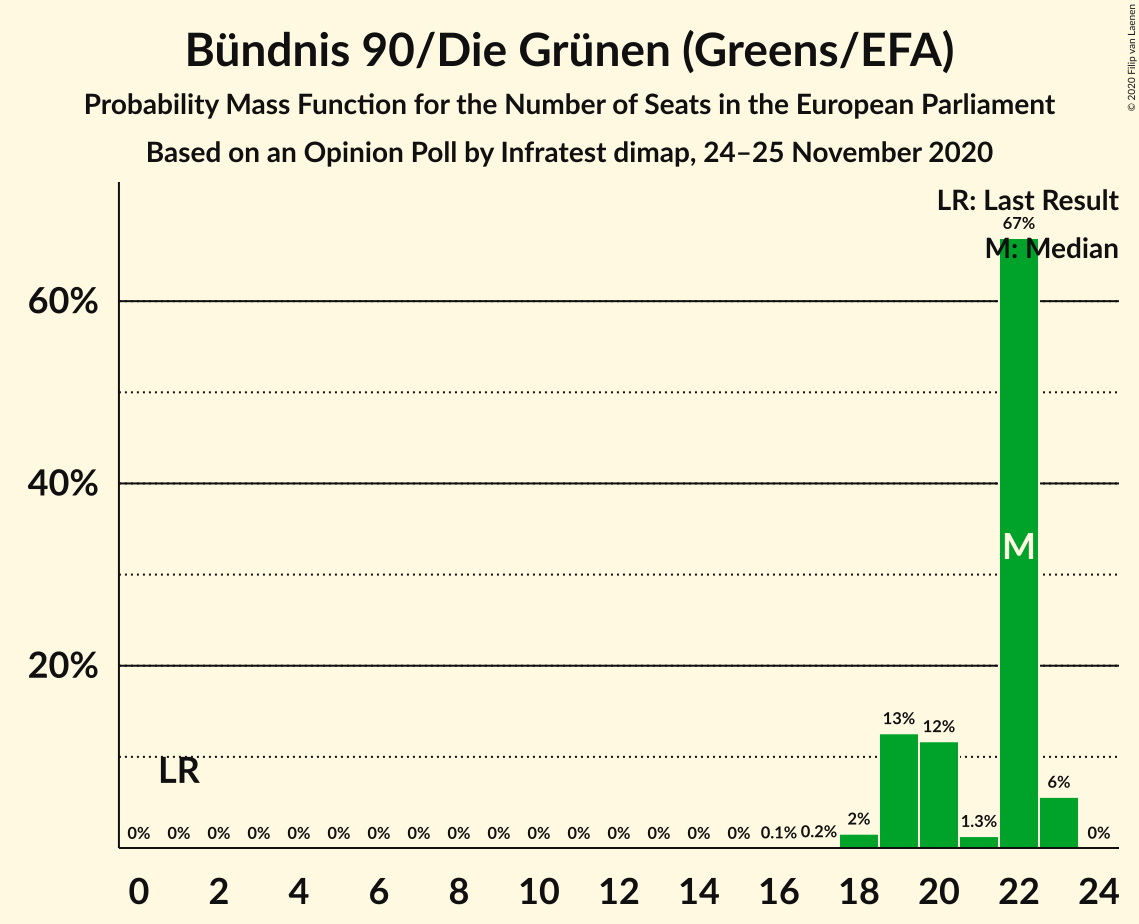 Bündnis 90/Die Grünen (Greens/EFA)
Probability Mass Function for the Number of Seats in the European Parliament
Based on an Opinion Poll by Infratest dimap, 24–25 November 2020
© 2020 Filip van Laenen
LR: Last Result
67%
M: Median
60%
40%
M
20%
13%
12%
LR
6%
0% 0% 0% 0% 0% 0% 0% 0% 0% 0% 0% 0% 0% 0% 0% 0% 0.1% 0.2% 2% 1.3% 0%
0 2 4 6 8 10 12 14 16 18 20 22 24